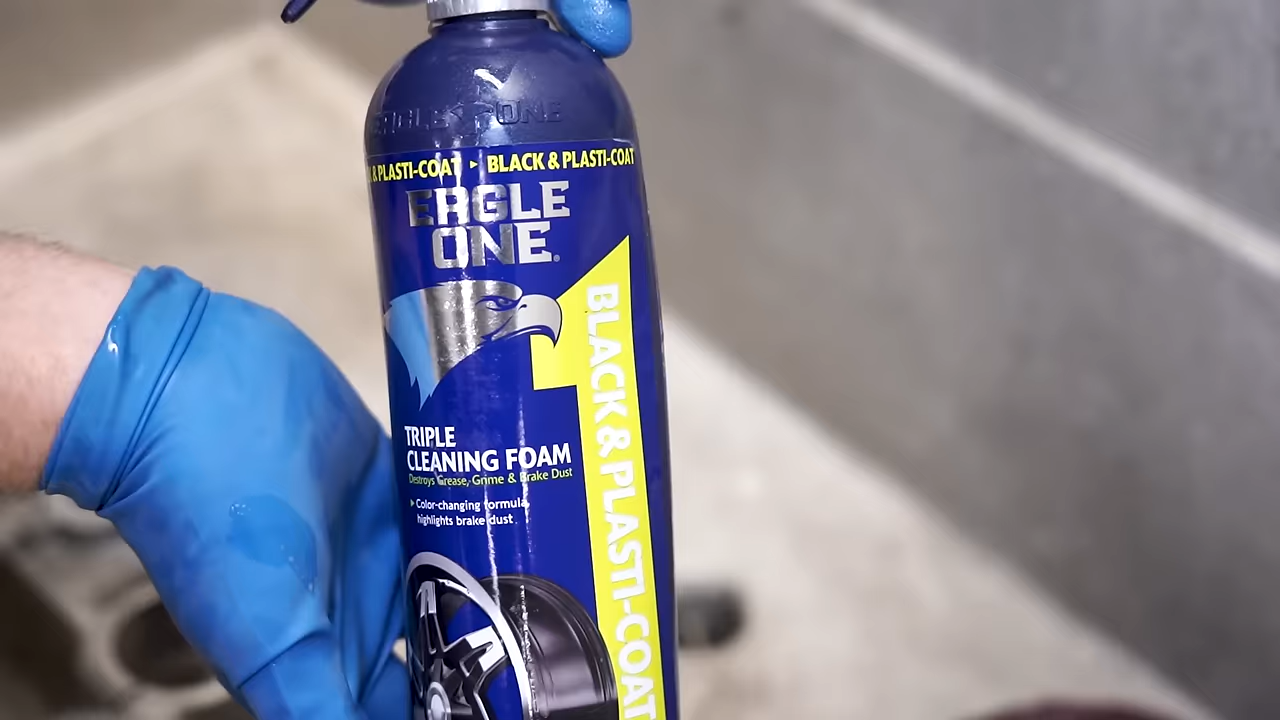 EAGLE ONE
& PLASTI-COAT ▸ BLACK & PLASTI-COAT
EAGLE
ONE®
BLACK & PLASTI-COAT
TRIPLE
CLEANING FOAM
Destroys Grease, Grime & Brake Dust
▸ Color-changing formula
highlights brake dust